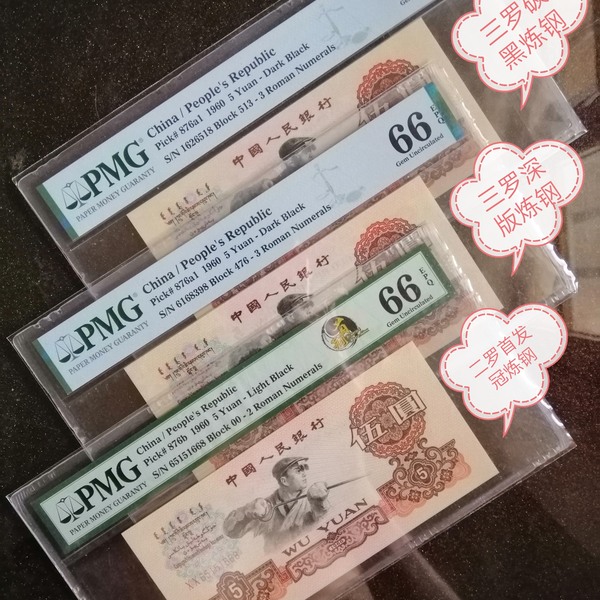 三罗破
黑炼钢
PMG
PAPER MONEY GUARANTY
China / People's Republic
Pick# 876a1 1960 5 Yuan - Dark Black
S/N 1626518 Block 513 - 3 Roman Numerals
中國人民銀行
66
EPQ
Gem Uncirculated
三罗深
版炼钢
PMG
PAPER MONEY GUARANTY
China / People's Republic
Pick# 876a1 1960 5 Yuan - Dark Black
S/N 6168398 Block 476 - 3 Roman Numerals
中國人民銀行
66
EPQ
Gem Uncirculated
二罗首发
冠炼钢
PMG
PAPER MONEY GUARANTY
China / People's Republic
Pick# 876b 1960 5 Yuan - Light Black
S/N 65151668 Block 00 - 2 Roman Numerals
中國人民銀行
伍圓
5
WU YUAN
5